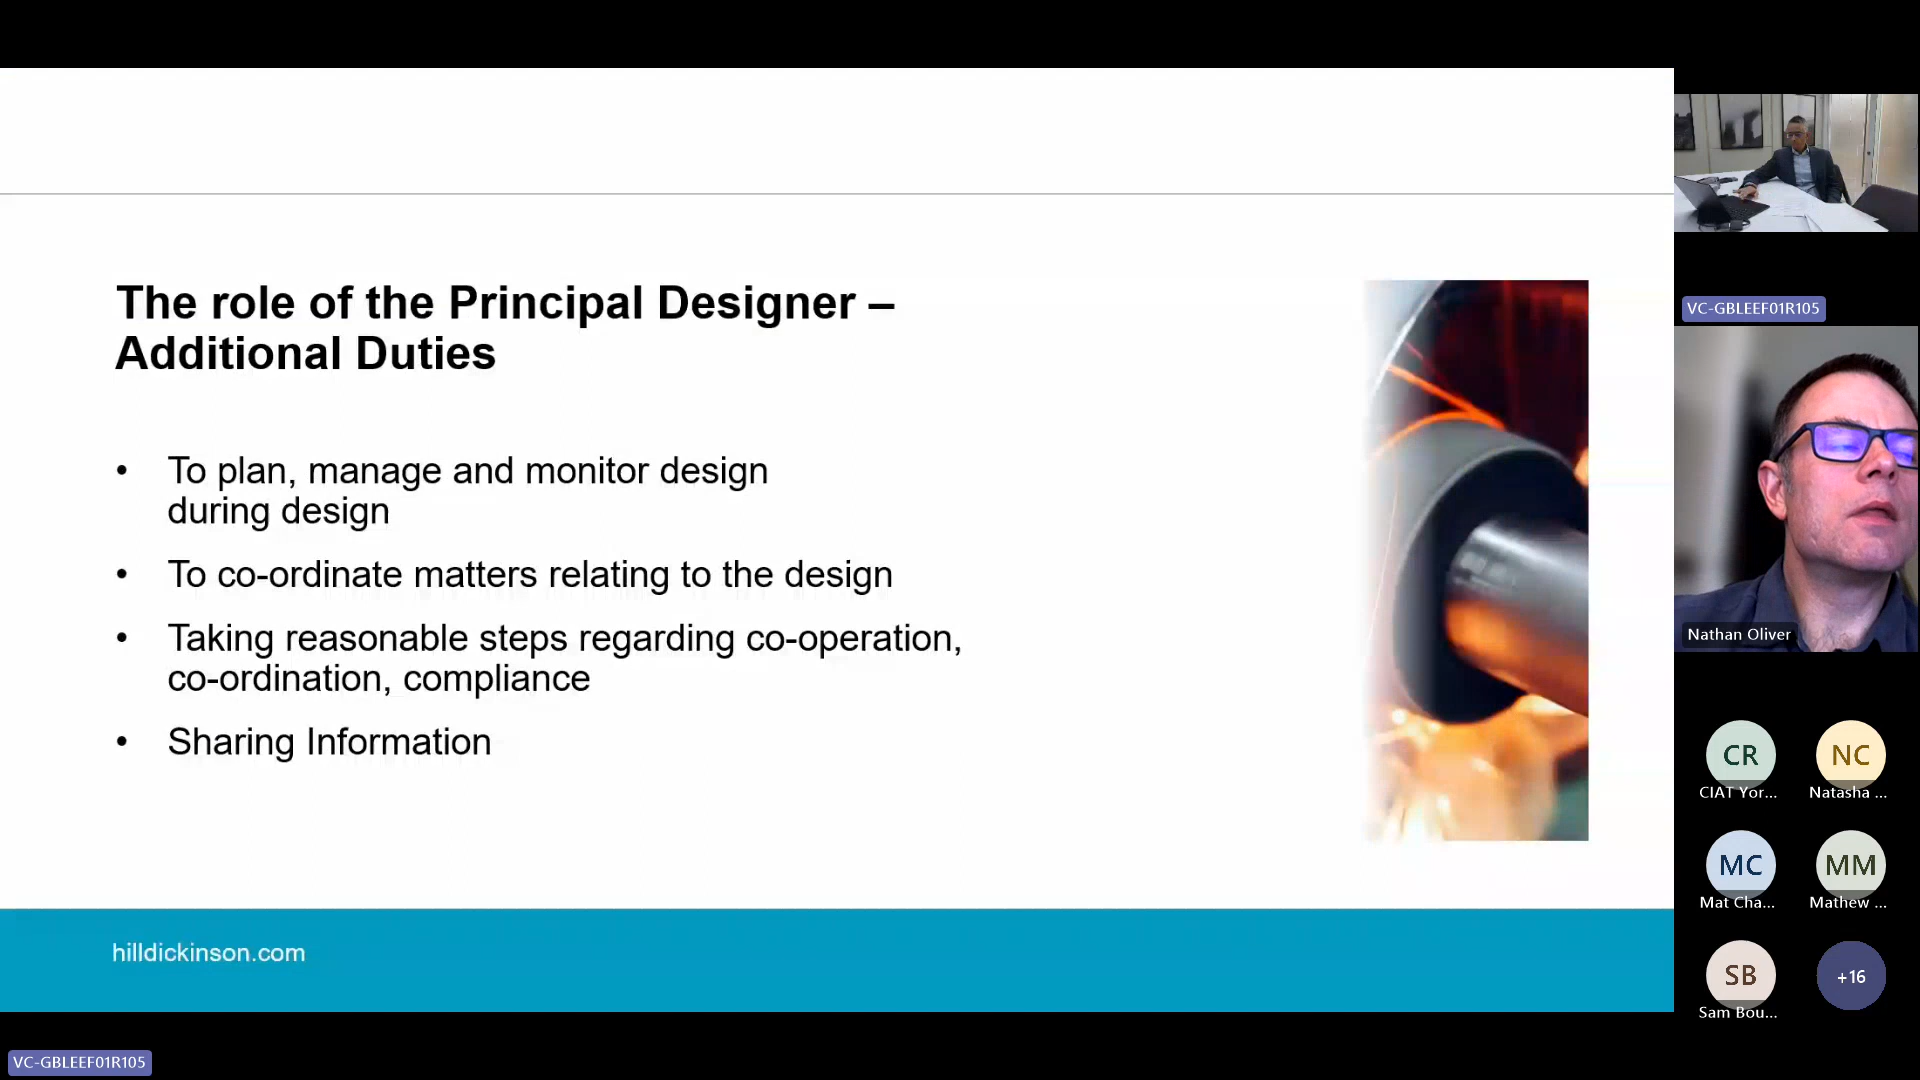 The role of the Principal Designer –
Additional Duties
• To plan, manage and monitor design
during design
• To co-ordinate matters relating to the design
• Taking reasonable steps regarding co-operation,
co-ordination, compliance
• Sharing Information
hilldickinson.com
VC-GBLEEF01R105
VC-GBLEEF01R105
Nathan Oliver
CR
NC
CIAT Yor...
Natasha ...
MC
MM
Mat Cha...
Mathew ...
SB
+16
Sam Bou...